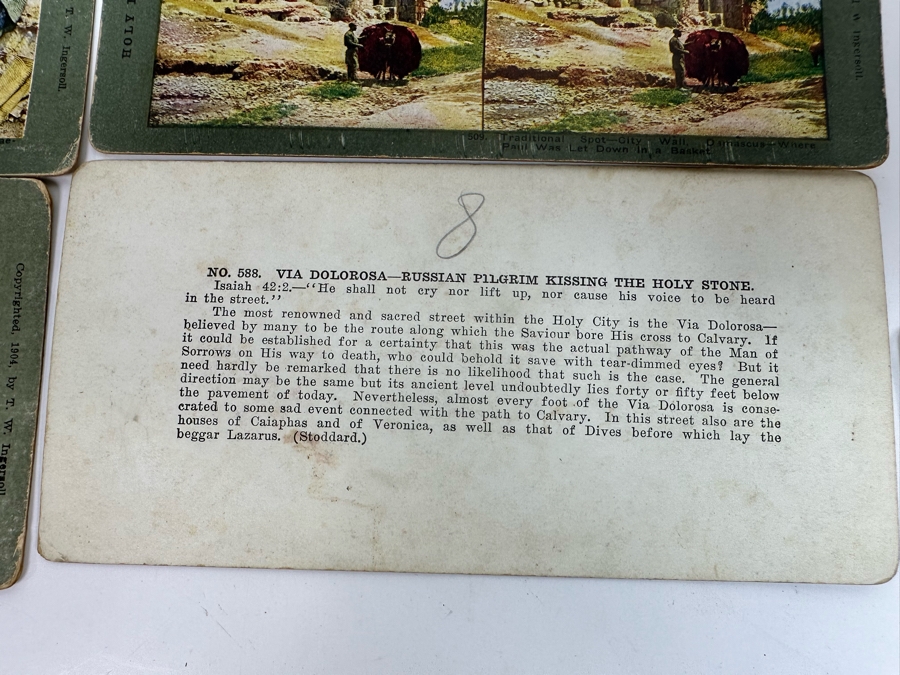 T. W. Ingersoll.
HOLY
W. Ingersoll.
Traditional Spot—City Wall, Damascus—Where
Paul Was Let Down in a Basket.
Copyrighted, 1904, by T. W. Ingersoll
8
NO. 588. VIA DOLOROSA—RUSSIAN P1LGRIM KISSING THE HOLY STONE.
Isaiah 42:2.—"He shall not cry nor lift up, nor cause his voice to be heard
in the street."
The most renowned and sacred street within the Holy City is the Via Dolorosa—
believed by many to be the route along which the Saviour bore His cross to Calvary. If
it could be established for a certainty that this was the actual pathway of the Man of
Sorrows on His way to death, who could behold it save with tear-dimmed eyes? But it
need hardly be remarked that there is no likelihood that such is the case. The general
direction may be the same but its ancient level undoubtedly lies forty or fifty feet below
the pavement of today. Nevertheless, almost every foot of the Via Dolorosa is conse-
crated to some sad event connected with the path to Calvary. In this street also are the
houses of Caiaphas and of Veronica, as well as that of Dives before which lay the
beggar Lazarus. (Stoddard.)